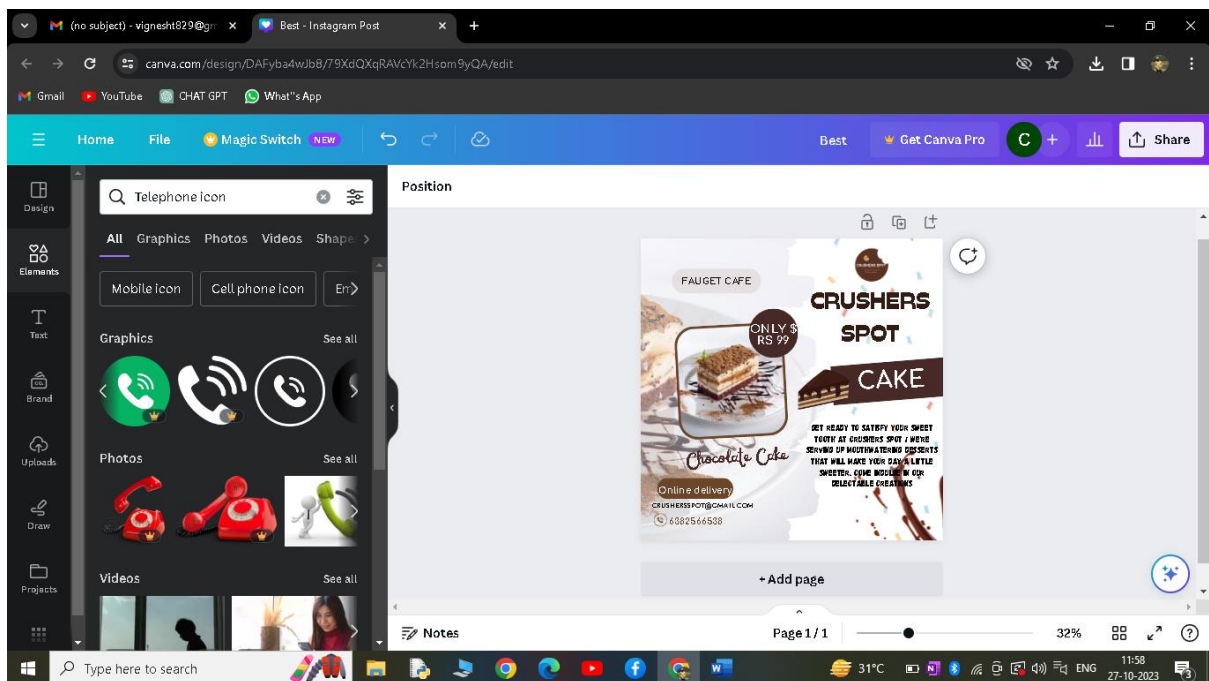 (no subject) - vignesht829@gm
Best - Instagram Post
canva.com/design/DAFyba4wJb8/79XdQXqRAVcYk2Hsom9yQA/edit
Gmail YouTube CHAT GPT What"s App
Home File Magic Switch NEW Best Get Canva Pro C + Share
Design
Elements
Text
Brand
Uploads
Draw
Projects
Telephone icon
All Graphics Photos Videos Shape
Mobile icon Cell phone icon Em
Graphics See all
Photos See all
Videos See all
Position
FAUGET CAFE
ONLY $
RS 99
Chocolate Cake
Online delivery
CRUSHERSSPOT@GMAIL.COM
6382566538
CRUSHERS
SPOT
CAKE
GET READY TO SATISFY YOUR SWEET
TOOTH AT CRUSHERS SPOT ! WE'RE
SERVING UP MOUTHWATERING DESSERTS
THAT WILL MAKE YOUR DAY A LITTLE
SWEETER. COME INDULGE IN OUR
DELECTABLE CREATIONS
+ Add page
Notes Page 1 / 1 32%
Type here to search
31°C ENG 11:58
27-10-2023 3